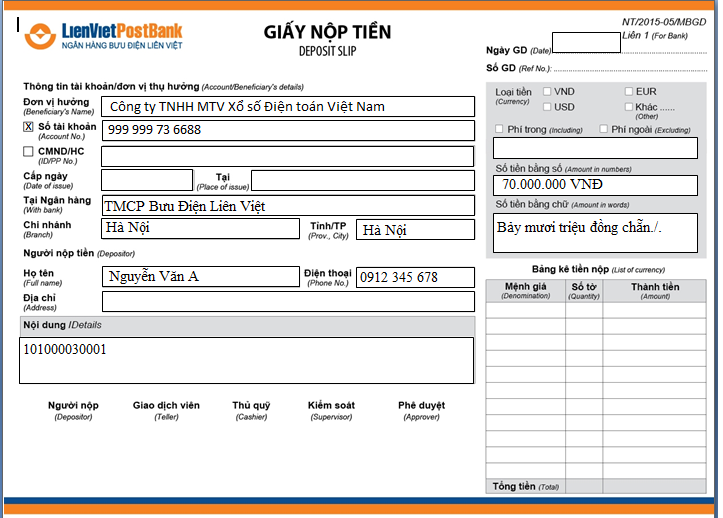 LienVietPostBank
NGÂN HÀNG BƯU ĐIỆN LIÊN VIỆT
GIẤY NỘP TIỀN
DEPOSIT SLIP
NT/2015-05/MBGD
Liên 1 (For Bank)
Ngày GD (Date)
Số GD (Ref No.):
Thông tin tài khoản/đơn vị thụ hưởng (Account/Beneficiary's details)
Đơn vị hưởng Công ty TNHH MTV Xổ số Điện toán Việt Nam
(Beneficiary's Name)
X Số tài khoản 999 999 73 6688
(Account No.)
CMND/HC
(ID/PP No.)
Cấp ngày Tại
(Date of issue) (Place of issue)
Tại Ngân hàng TMCP Bưu Điện Liên Việt
(With bank)
Chi nhánh Hà Nội Tỉnh/TP Hà Nội
(Branch) (Prov., City)
Người nộp tiền (Depositor)
Họ tên Nguyễn Văn A Điện thoại 0912 345 678
(Full name) (Phone No.)
Địa chỉ
(Address)
Nội dung /Details
101000030001
Người nộp Giao dịch viên Thủ quỹ Kiểm soát Phê duyệt
(Depositor) (Teller) (Cashier) (Supervisor) (Approver)
Loại tiền VND EUR
(Currency) USD Khác ......
(Other)
Phí trong (Including) Phí ngoài (Excluding)
Số tiền bằng số (Amount in numbers)
70.000.000 VNĐ
Số tiền bằng chữ (Amount in words)
Bảy mươi triệu đồng chẵn./.
Bảng kê tiền nộp (List of currency)
Mệnh giá Số tờ Thành tiền
(Denomination) (Quantity) (Amount)
Tổng tiền (Total)